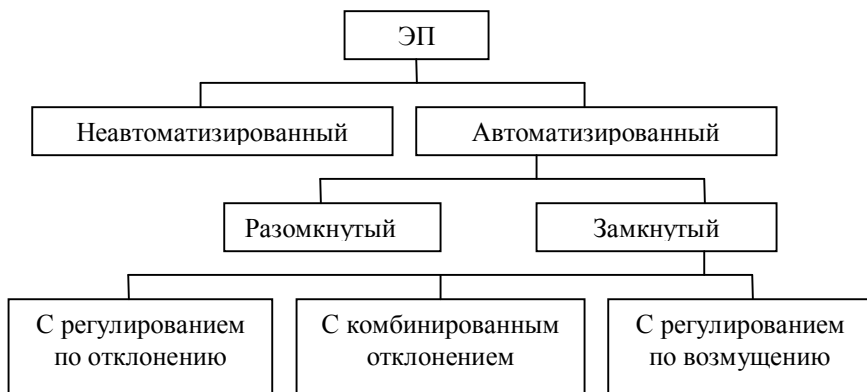 ЭП
Неавтоматизированный
Автоматизированный
Разомкнутый
Замкнутый
С регулированием
по отклонению
С комбинированным
отклонением
С регулированием
по возмущению